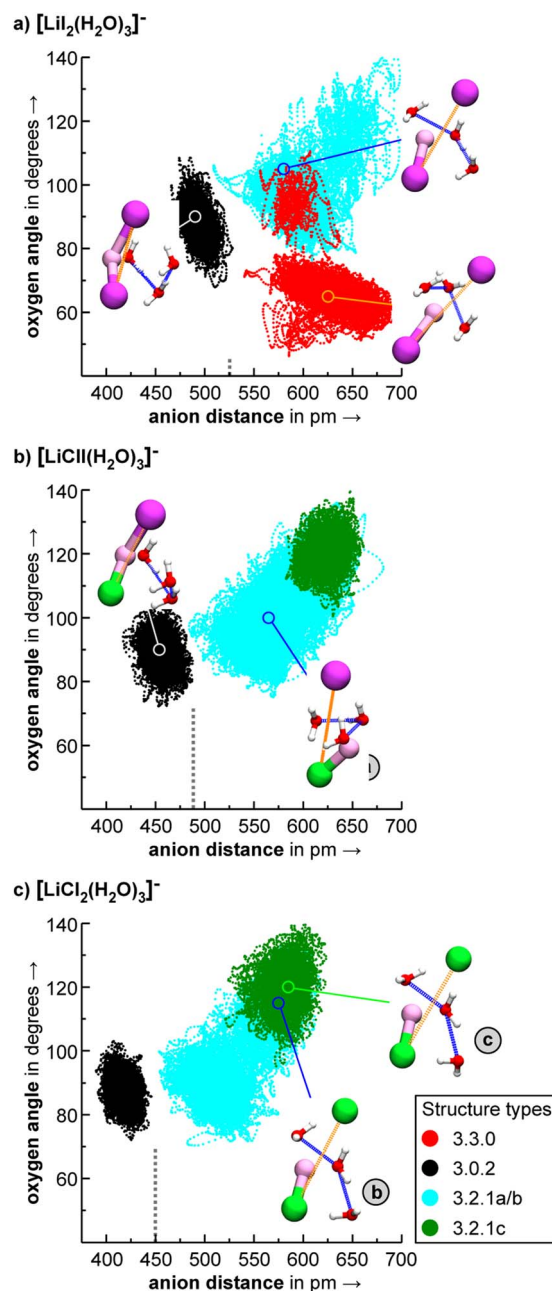 a) [LiI₂(H₂O)₃]⁻
oxygen angle in degrees →
140
120
100
80
60
400 450 500 550 600 650 700
anion distance in pm →
b) [LiClI(H₂O)₃]⁻
oxygen angle in degrees →
140
120
100
80
60
a
400 450 500 550 600 650 700
anion distance in pm →
c) [LiCl₂(H₂O)₃]⁻
oxygen angle in degrees →
140
120
100
80
60
c
b
400 450 500 550 600 650 700
anion distance in pm →
Structure types
3.3.0
3.0.2
3.2.1a/b
3.2.1c